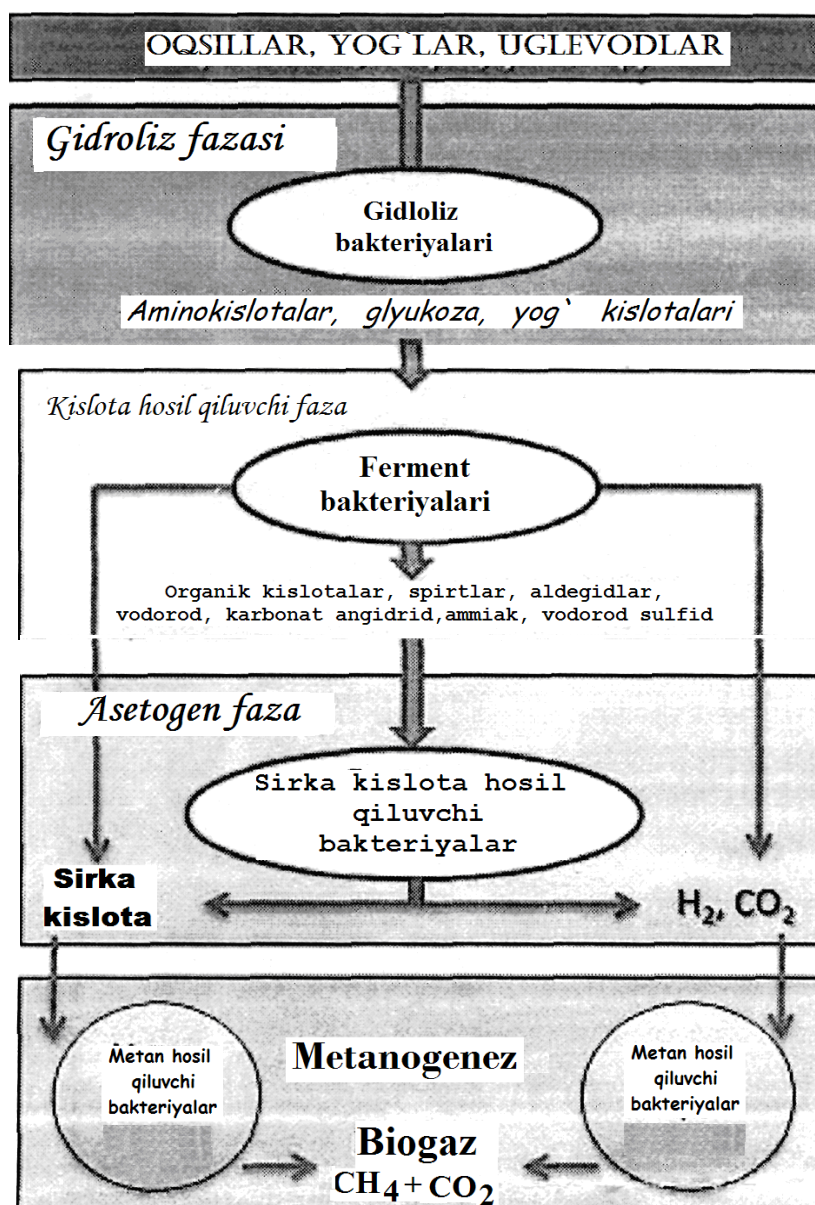 OQSILLAR, YOG`LAR, UGLEVODLAR
Gidroliz fazasi
Gidloliz
bakteriyalari
Aminokislotalar, glyukoza, yog` kislotalari
Kislota hosil qiluvchi faza
Ferment
bakteriyalari
Organik kislotalar, spirtlar, aldegidlar,
vodorod, karbonat angidrid,ammiak, vodorod sulfid
Asetogen faza
Sirka kislota hosil
qiluvchi
bakteriyalar
Sirka
kislota
H₂, CO₂
Metan hosil
qiluvchi
bakteriyalar
Metanogenez
Metan hosil
qiluvchi
bakteriyalar
Biogaz
CH₄+CO₂